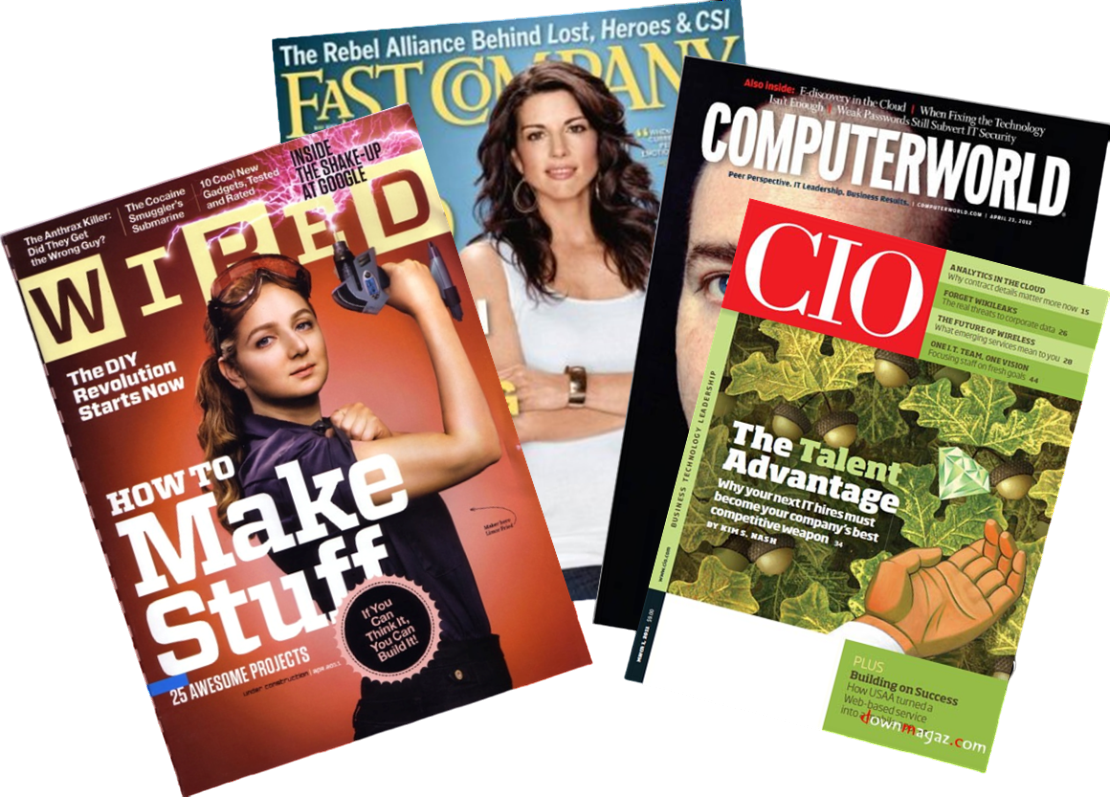 The Rebel Alliance Behind Lost, Heroes & CSI
FAST COMPANY
The Anthrax Killer:
Did They Get
the Wrong Guy?
The Cocaine
Smuggler's
Submarine
10 Cool New
Gadgets, Tested
and Rated
INSIDE
THE SHAKE-UP
AT GOOGLE
WIRED
The DIY
Revolution
Starts Now
HOW TO
Make
Stuff
If You
Can
Think It,
You Can
Build It!
25 AWESOME PROJECTS
under construction | APR 2011
Also inside: E-discovery in the Cloud | When Fixing the Technology
Isn't Enough | Weak Passwords Still Subvert IT Security
COMPUTERWORLD
Peer Perspective. IT Leadership. Business Results. | COMPUTERWORLD.COM | APRIL 23, 2012
CIO
ANALYTICS IN THE CLOUD
Why contract details matter more now 15
FORGET WIKILEAKS
The real threats to corporate data 26
THE FUTURE OF WIRELESS
What emerging services mean to you 28
ONE I.T. TEAM, ONE VISION
Focusing staff on fresh goals 44
BUSINESS TECHNOLOGY LEADERSHIP
The Talent
Advantage
Why your next IT hires must
become your company's best
competitive weapon 34
BY KIM S. NASH
www.cio.com
PLUS
Building on Success
How USAA turned a
Web-based service
into a
downmagaz.com